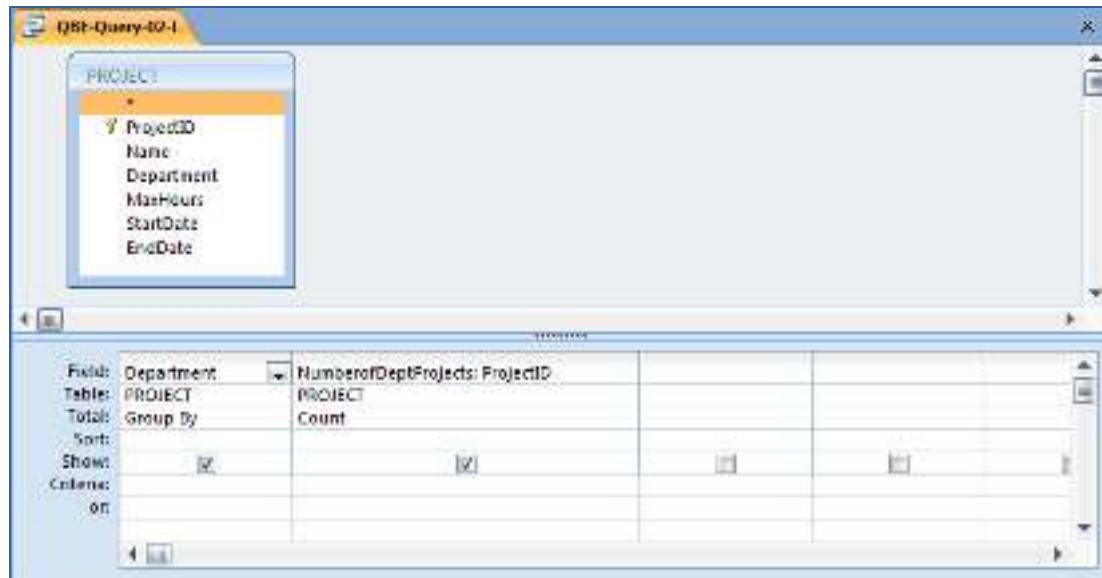 QBE-Query-02-I
PROJECT
*
ProjectID
Name
Department
MaxHours
StartDate
EndDate
Field: Department NumberofDeptProjects: ProjectID
Table: PROJECT PROJECT
Total: Group By Count
Sort:
Show:
Criteria:
or: